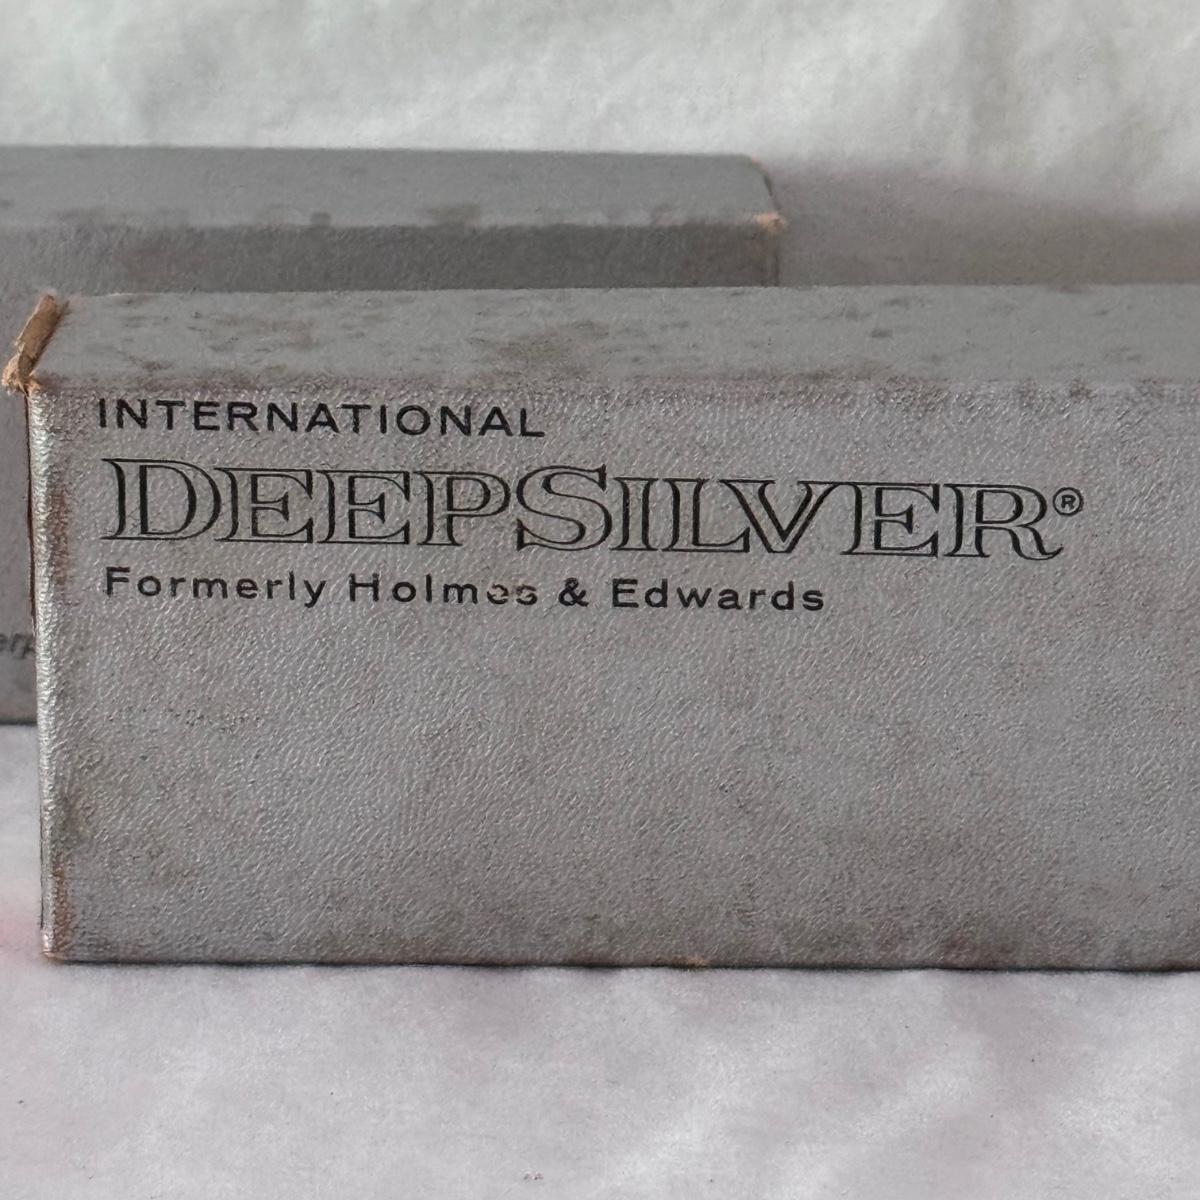 INTERNATIONAL
DEEPSILVER®
Formerly Holmes & Edwards